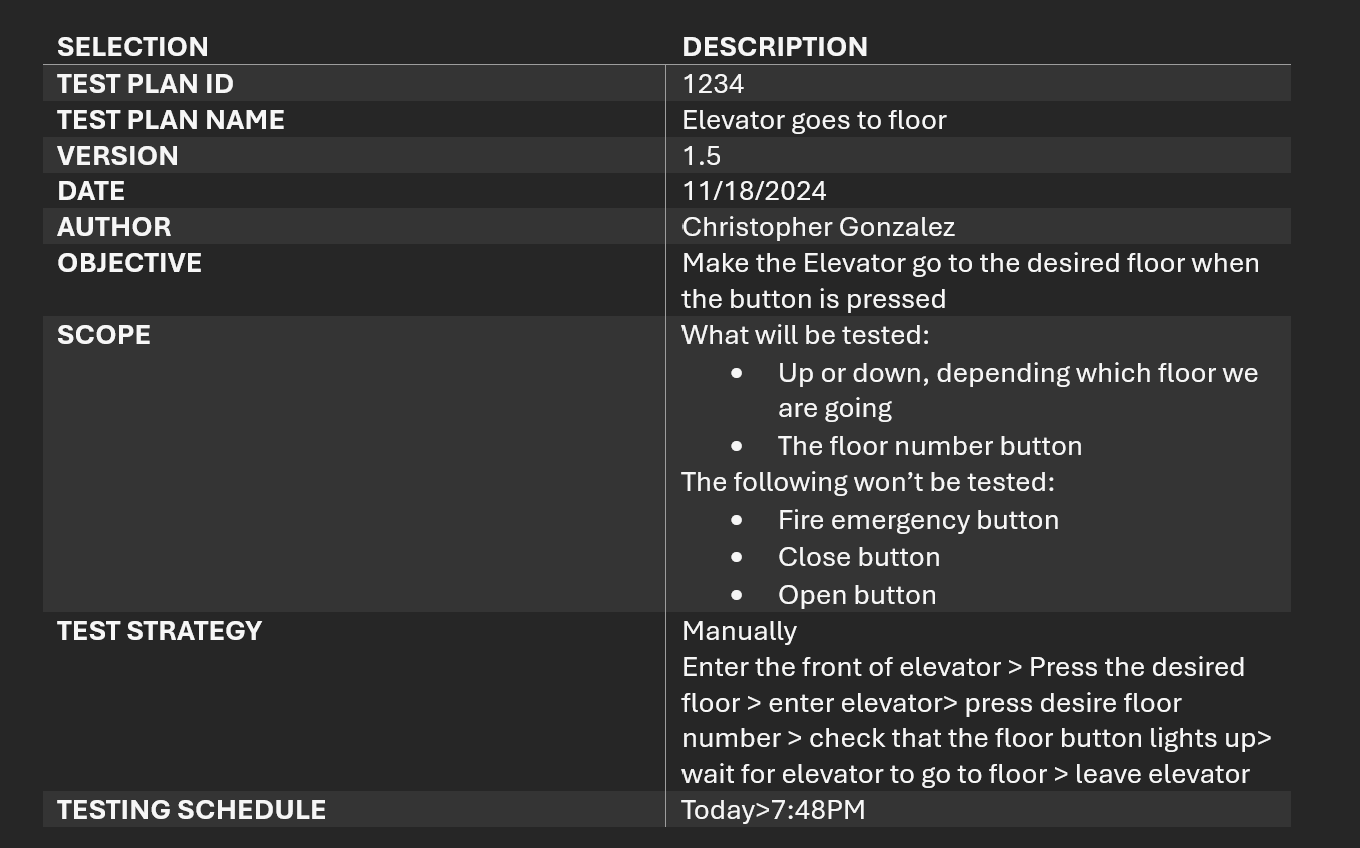 SELECTION DESCRIPTION
TEST PLAN ID 1234
TEST PLAN NAME Elevator goes to floor
VERSION 1.5
DATE 11/18/2024
AUTHOR Christopher Gonzalez
OBJECTIVE Make the Elevator go to the desired floor when
the button is pressed
SCOPE What will be tested:
• Up or down, depending which floor we
are going
• The floor number button
The following won’t be tested:
• Fire emergency button
• Close button
• Open button
TEST STRATEGY Manually
Enter the front of elevator > Press the desired
floor > enter elevator> press desire floor
number > check that the floor button lights up>
wait for elevator to go to floor > leave elevator
TESTING SCHEDULE Today>7:48PM